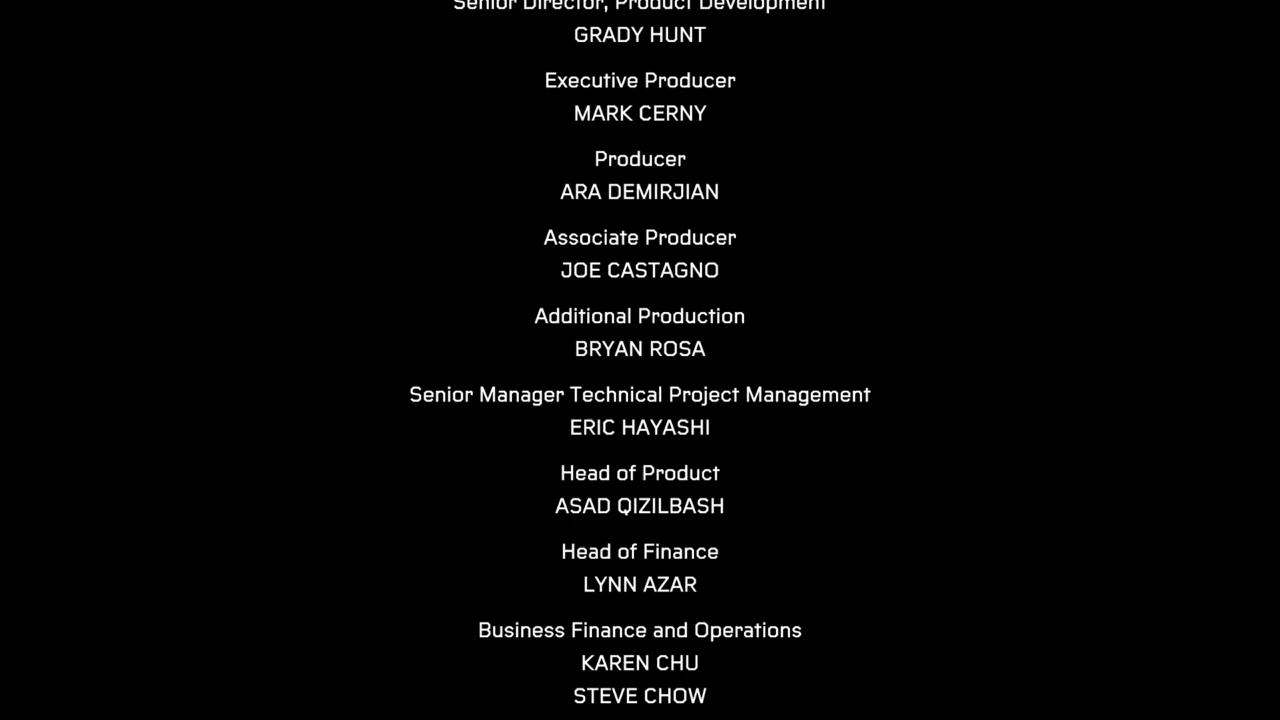 Senior Director, Product Development
GRADY HUNT
Executive Producer
MARK CERNY
Producer
ARA DEMIRJIAN
Associate Producer
JOE CASTAGNO
Additional Production
BRYAN ROSA
Senior Manager Technical Project Management
ERIC HAYASHI
Head of Product
ASAD QIZILBASH
Head of Finance
LYNN AZAR
Business Finance and Operations
KAREN CHU
STEVE CHOW